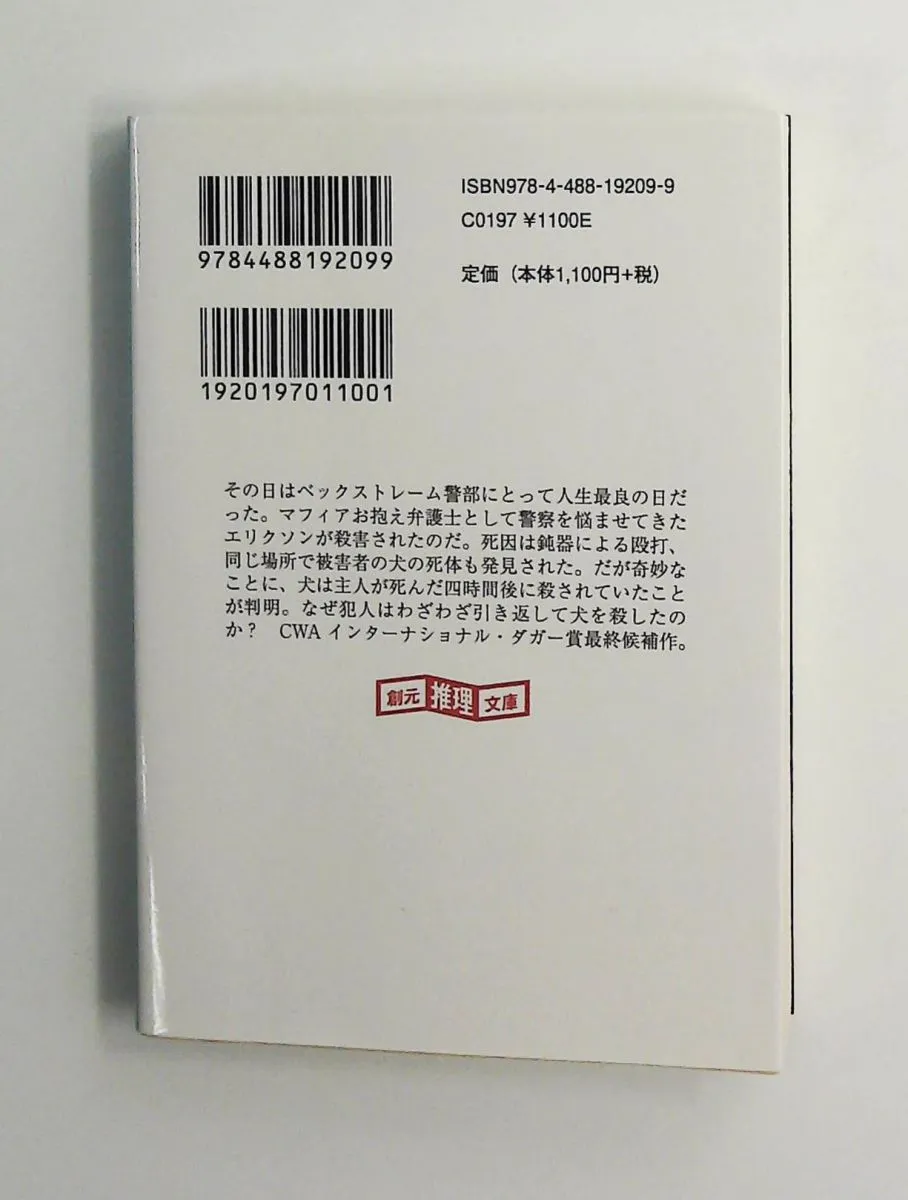 ISBN978-4-488-19209-9
C0197 ¥1100E
定価（本体1,100円+税）
9784488192099
1920197011001
その日はベックストレーム警部にとって人生最良の日だ
った。マフィアお抱え弁護士として警察を悩ませてきた
エリクソンが殺害されたのだ。死因は鈍器による殴打、
同じ場所で被害者の犬の死体も発見された。だが奇妙な
ことに、犬は主人が死んだ四時間後に殺されていたこと
が判明。なぜ犯人はわざわざ引き返して犬を殺したの
か？　CWAインターナショナル・ダガー賞最終候補作。
創元推理文庫